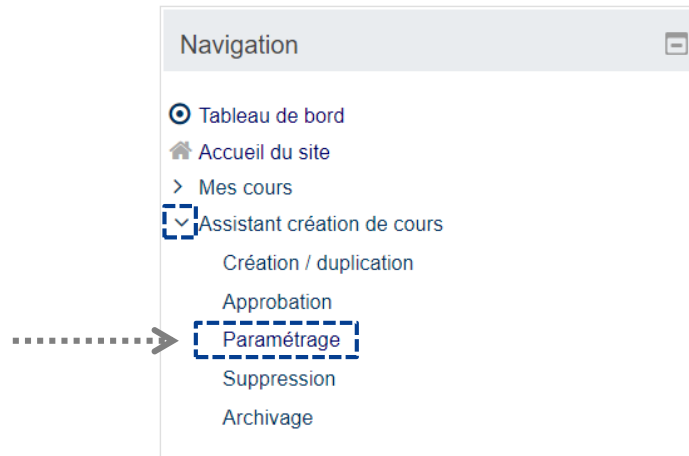 Navigation
Tableau de bord
Accueil du site
Mes cours
Assistant création de cours
Création / duplication
Approbation
Paramétrage
Suppression
Archivage